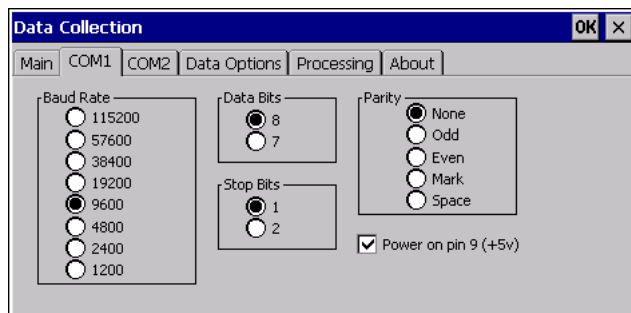 Data Collection OK ×
Main COM1 COM2 Data Options Processing About
Baud Rate
115200
57600
38400
19200
9600
4800
2400
1200
Data Bits
8
7
Stop Bits
1
2
Parity
None
Odd
Even
Mark
Space
Power on pin 9 (+5v)